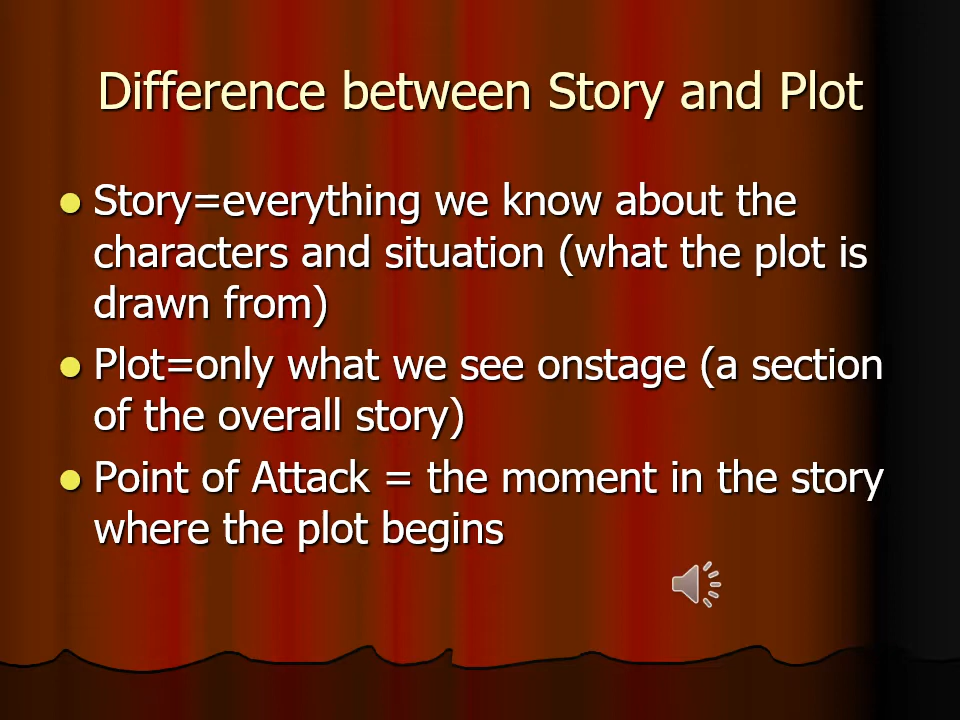 Difference between Story and Plot
Story=everything we know about the
characters and situation (what the plot is
drawn from)
Plot=only what we see onstage (a section
of the overall story)
Point of Attack = the moment in the story
where the plot begins